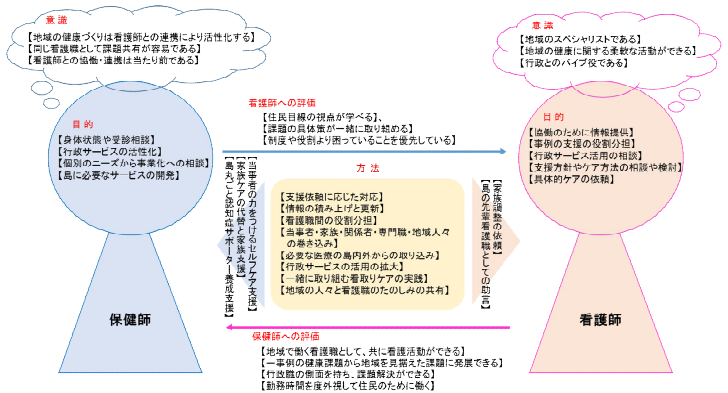 意識
【地域の健康づくりは看護師との連携により活性化する】
【同じ看護職として課題共有が容易である】
【看護師との協働・連携は当たり前である】
目的
【身体状態や受診相談】
【行政サービスの活性化】
【個別のニーズから事業化への相談】
【島に必要なサービスの開発】
保健師
看護師への評価
【住民目線の視点が学べる】、
【課題の具体策が一緒に取り組める】
【制度や役割より困っていることを優先している】
【当事者の力をつけるセルフケア支援】
【家族ケアの代替と家族支援】
【島丸ごと認知症サポーター養成支援】
方法
【支援依頼に応じた対応】
【情報の積み上げと更新】
【看護職間の役割分担】
【当事者・家族・関係者・専門職・地域人々
の巻き込み】
【必要な医療の島内外からの取り込み】
【行政サービスの活用の拡大】
【一緒に取り組む看取りケアの実践】
【地域の人々と看護職のたのしみの共有】
【家族調整の依頼】
【島の先輩看護職としての助言】
保健師への評価
【地域で働く看護職として、共に看護活動ができる】
【一事例の健康課題から地域を見据えた課題に発展できる】
【行政職の側面を持ち、課題解決ができる】
【勤務時間を度外視して住民のために働く】
意識
【地域のスペシャリストである】
【地域の健康に関する柔軟な活動ができる】
【行政とのパイプ役である】
目的
【協働のために情報提供】
【事例の支援の役割分担】
【行政サービス活用の相談】
【支援方針やケア方法の相談や検討】
【具体的ケアの依頼】
看護師